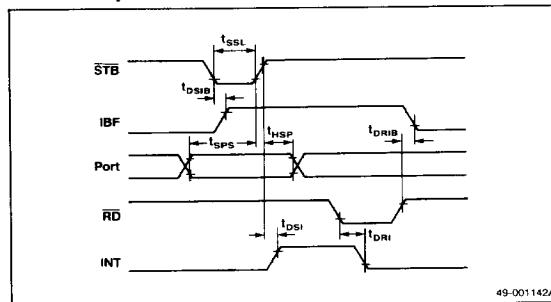 tSSL
STB
tDSIB
IBF
tSPS
tHSP
tDRIB
Port
RD
tDSI
tDRI
INT
49-001142A